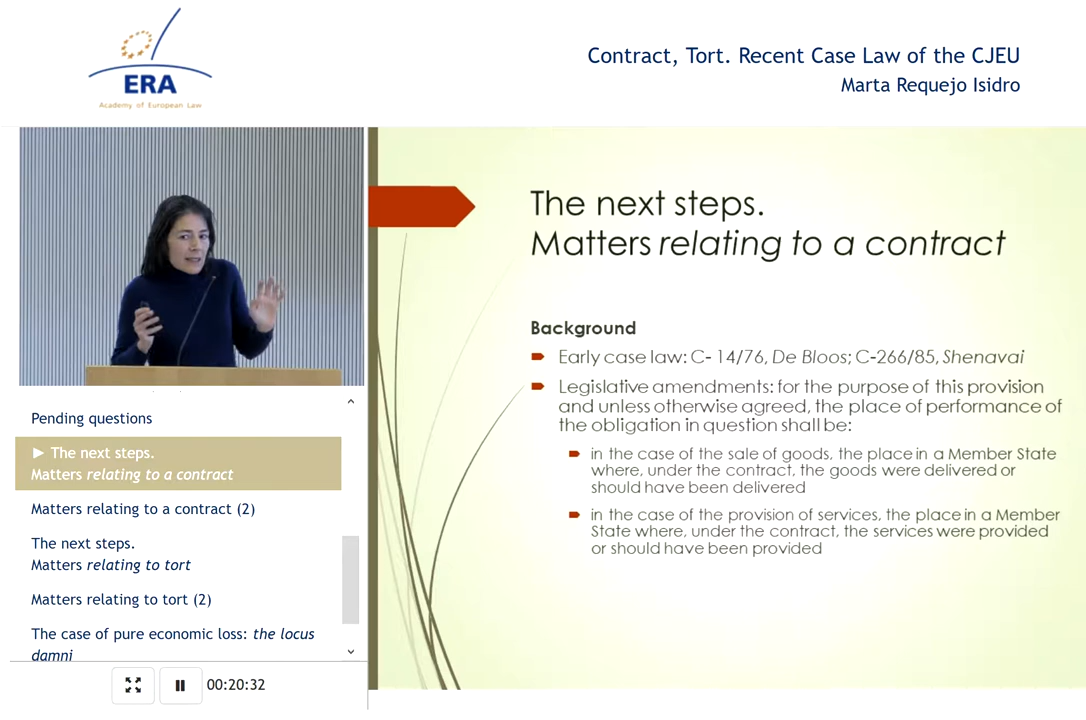 ERA
Academy of European Law
Contract, Tort. Recent Case Law of the CJEU
Marta Requejo Isidro
Pending questions
► The next steps.
Matters relating to a contract
Matters relating to a contract (2)
The next steps.
Matters relating to tort
Matters relating to tort (2)
The case of pure economic loss: the locus
damni
00:20:32
The next steps.
Matters relating to a contract
Background
Early case law: C- 14/76, De Bloos; C-266/85, Shenavai
Legislative amendments: for the purpose of this provision
and unless otherwise agreed, the place of performance of
the obligation in question shall be:
in the case of the sale of goods, the place in a Member State
where, under the contract, the goods were delivered or
should have been delivered
in the case of the provision of services, the place in a Member
State where, under the contract, the services were provided
or should have been provided